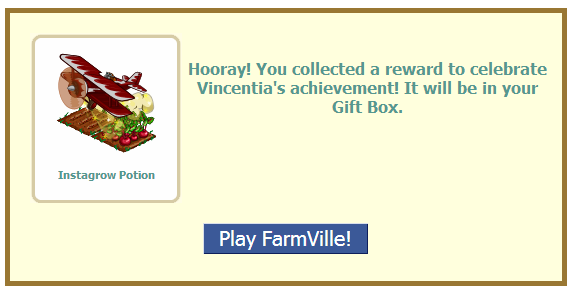 Hooray! You collected a reward to celebrate
Vincentia's achievement! It will be in your
Gift Box.
Instagrow Potion
Play FarmVille!